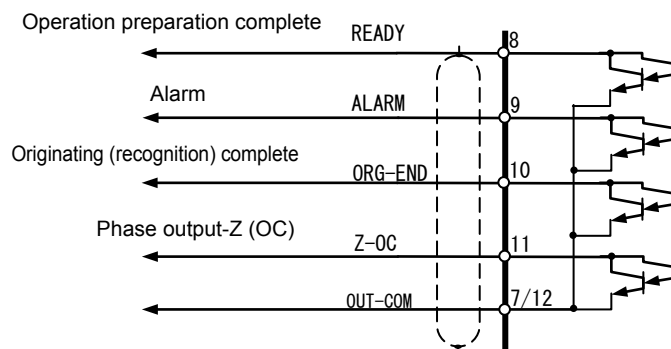 Operation preparation complete
READY
8
Alarm
ALARM
9
Originating (recognition) complete
ORG-END
10
Phase output-Z (OC)
Z-OC
11
OUT-COM
7/12